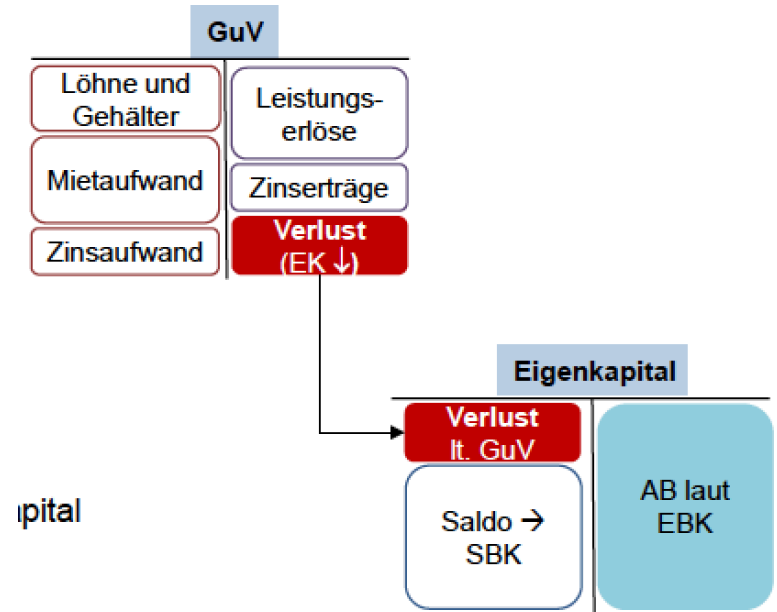 GuV
Löhne und
Gehälter
Mietaufwand
Zinsaufwand
Leistungs-
erlöse
Zinserträge
Verlust
(EK ↓)
Eigenkapital
Verlust
lt. GuV
Saldo →
SBK
AB laut
EBK
pital